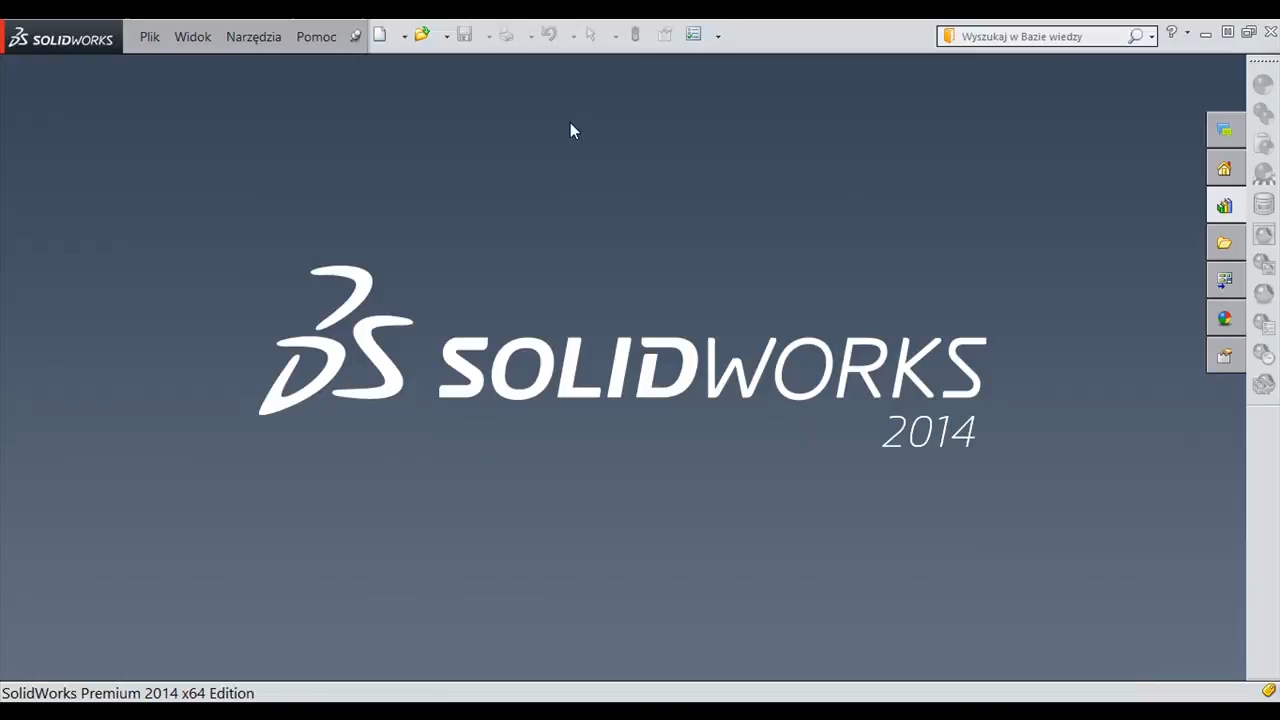 SOLIDWORKS Plik Widok Narzędzia Pomoc Wyszukaj w Bazie wiedzy ?
SOLIDWORKS
2014
SolidWorks Premium 2014 x64 Edition